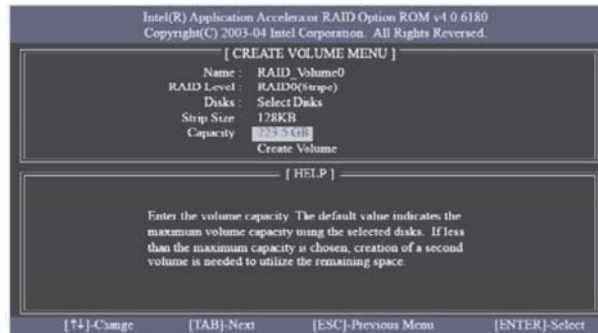 Intel(R) Application Accelerator RAID Option ROM v4 0 6180
Copyright(C) 2003-04 Intel Corporation. All Rights Reversed.
[ CREATE VOLUME MENU ]
Name : RAID_Volume0
RAID Level : RAID0(Stripe)
Disks : Select Disks
Strip Size 128KB
Capacity 223.5 GB
Create Volume
[ HELP ]
Enter the volume capacity The default value indicates the
maximum volume capacity using the selected disks. If less
than the maximum capacity is chosen, creation of a second
volume is needed to utilize the remaining space.
[↑↓]-Change [TAB]-Next [ESC]-Previous Menu [ENTER]-Select